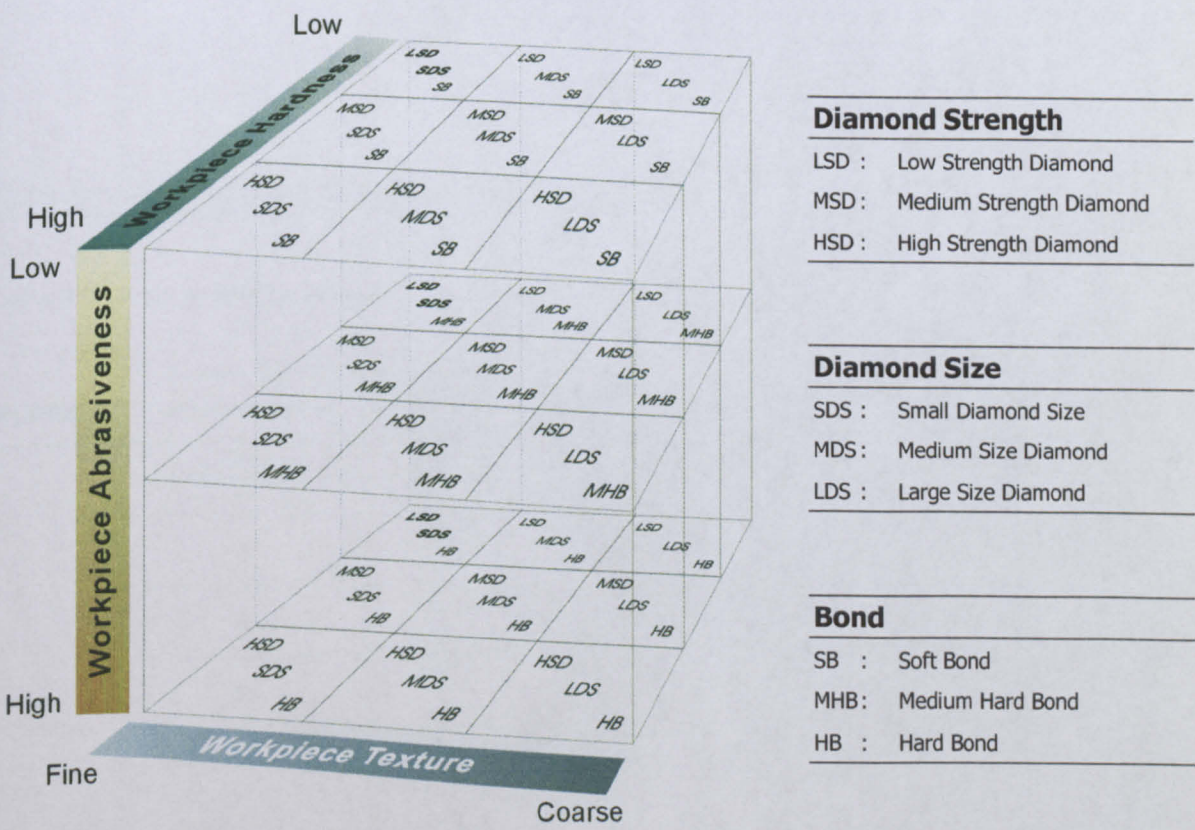 Low
Workpiece Hardness
High
LSD
SDS
SB
LSD
MDS
SB
LSD
LDS
SB
MSD
SDS
SB
MSD
MDS
SB
MSD
LDS
SB
HSD
SDS
SB
HSD
MDS
SB
HSD
LDS
SB
Low
Workpiece Abrasiveness
High
LSD
SDS
MHB
LSD
MDS
MHB
LSD
LDS
MHB
MSD
SDS
MHB
MSD
MDS
MHB
MSD
LDS
MHB
HSD
SDS
MHB
HSD
MDS
MHB
HSD
LDS
MHB
LSD
SDS
HB
LSD
MDS
HB
LSD
LDS
HB
MSD
SDS
HB
MSD
MDS
HB
MSD
LDS
HB
HSD
SDS
HB
HSD
MDS
HB
HSD
LDS
HB
Fine
Workpiece Texture
Coarse
Diamond Strength
LSD : Low Strength Diamond
MSD : Medium Strength Diamond
HSD : High Strength Diamond
Diamond Size
SDS : Small Diamond Size
MDS : Medium Size Diamond
LDS : Large Size Diamond
Bond
SB : Soft Bond
MHB: Medium Hard Bond
HB : Hard Bond